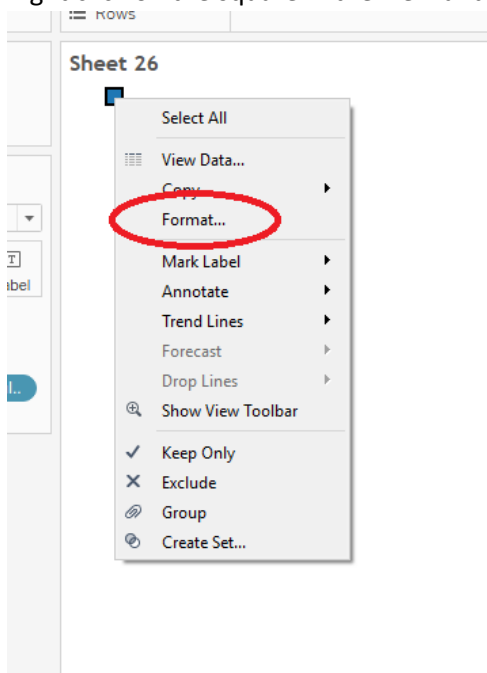 Rows
Sheet 26
Select All
View Data...
Copy
Format...
Mark Label
Annotate
Trend Lines
Forecast
Drop Lines
Show View Toolbar
Keep Only
Exclude
Group
Create Set...
T